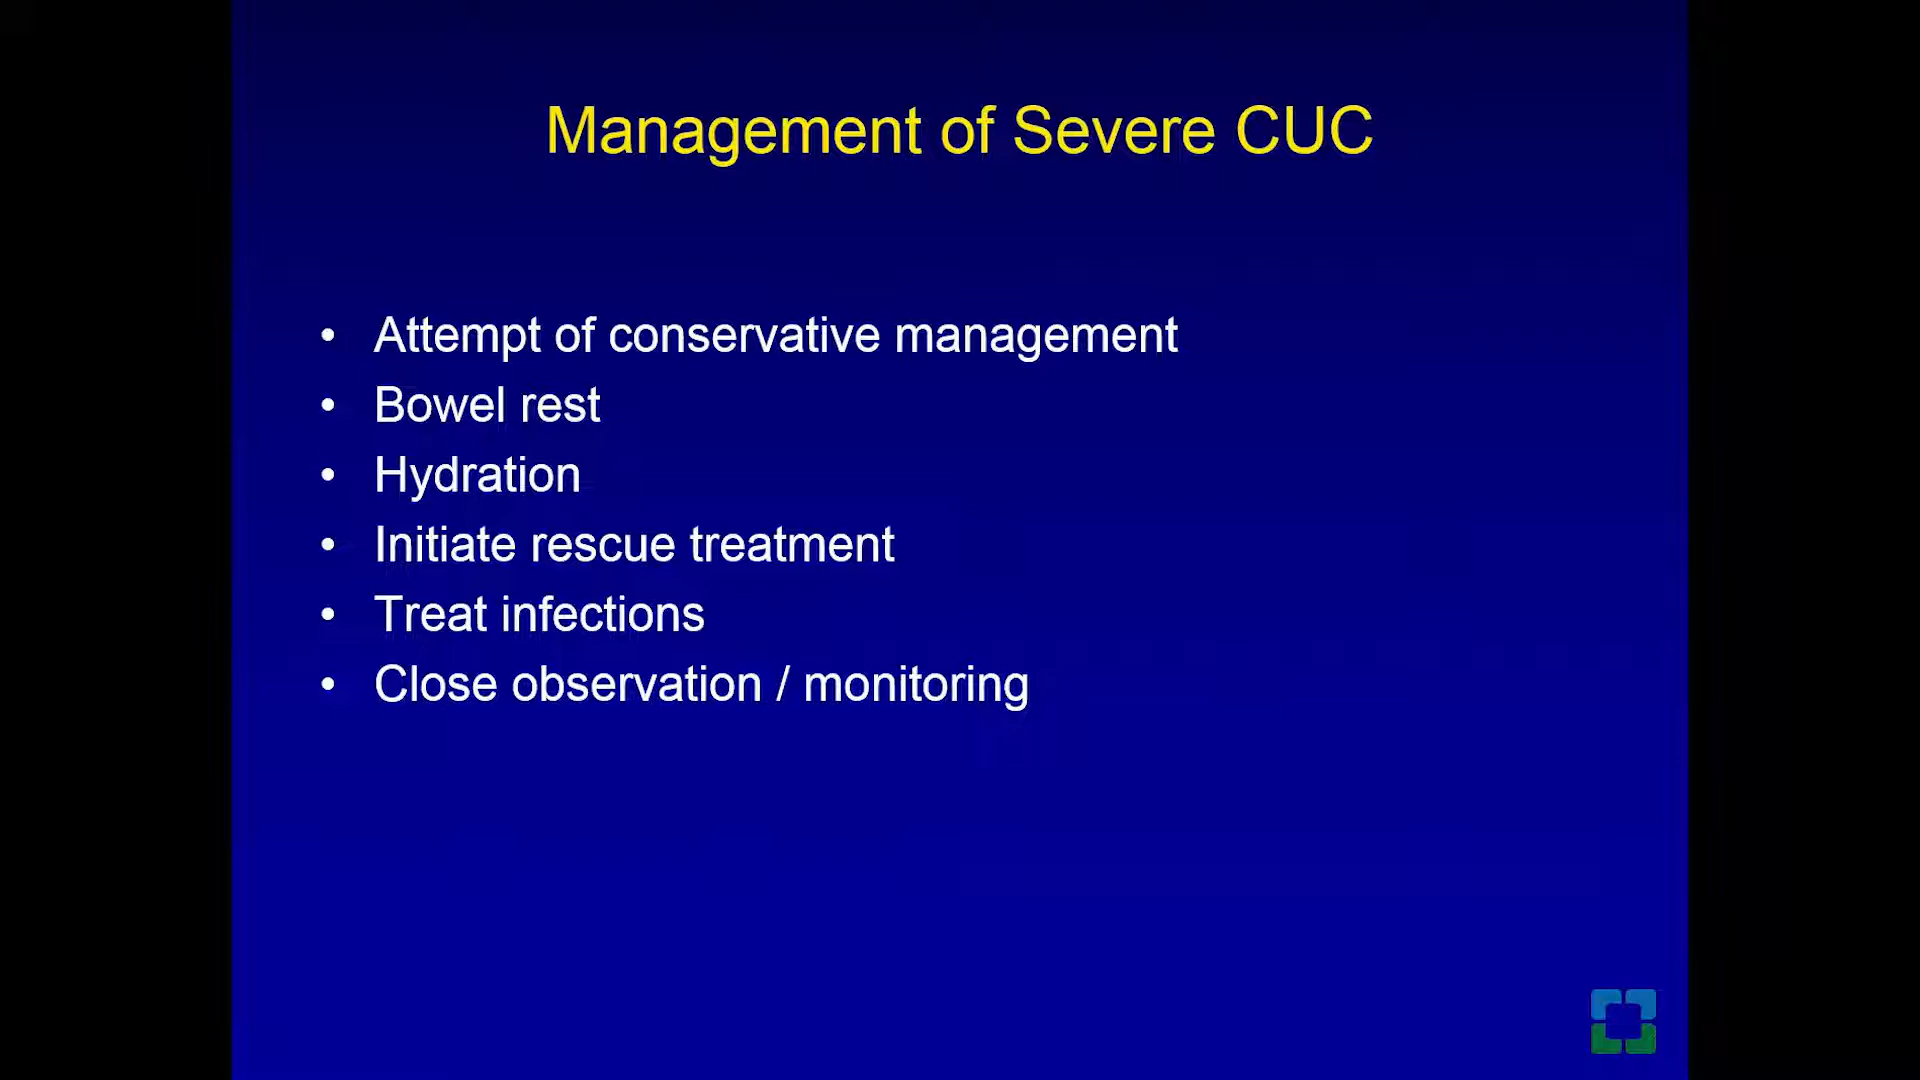 Management of Severe CUC
• Attempt of conservative management
• Bowel rest
• Hydration
• Initiate rescue treatment
• Treat infections
• Close observation / monitoring